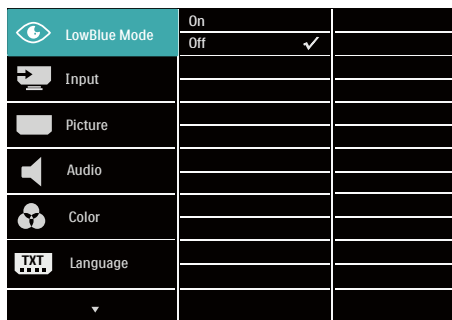 LowBlue Mode
On
Off
Input
Picture
Audio
Color
TXT
Language